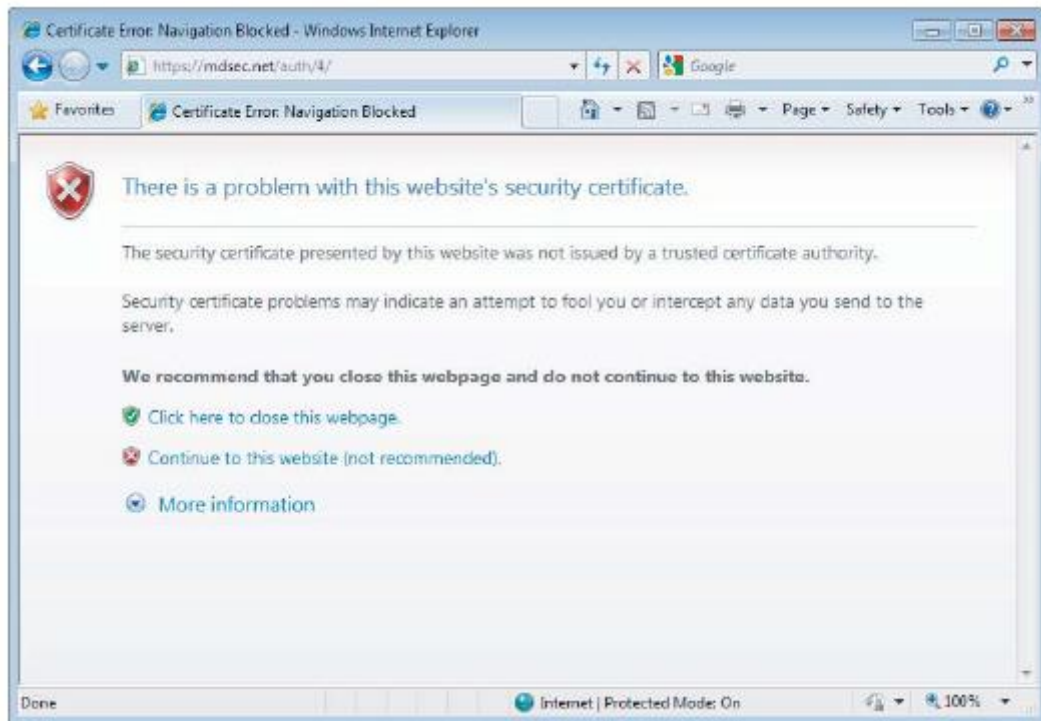 Certificate Error: Navigation Blocked - Windows Internet Explorer
https://mdsec.net/auth/4/
Google
Favorites
Certificate Error: Navigation Blocked
Page
Safety
Tools
There is a problem with this website's security certificate.
The security certificate presented by this website was not issued by a trusted certificate authority.
Security certificate problems may indicate an attempt to fool you or intercept any data you send to the
server.
We recommend that you close this webpage and do not continue to this website.
Click here to close this webpage.
Continue to this website (not recommended).
More information
Done
Internet | Protected Mode: On
100%